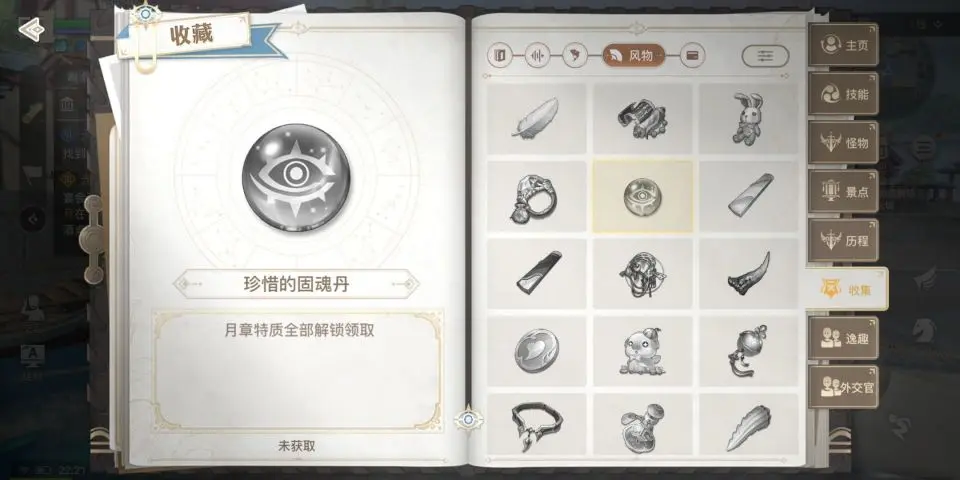 收藏
珍惜的固魂丹
月章特质全部解锁领取
未获取
风物
主页
技能
怪物
景点
历程
收集
逸趣
外交官
22:21